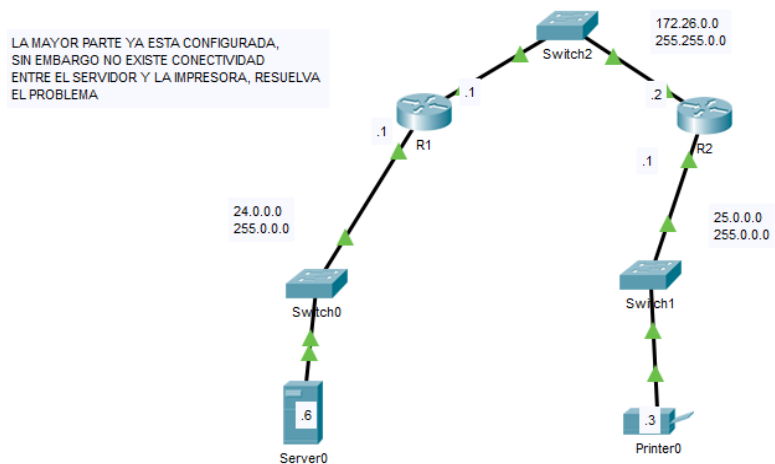 LA MAYOR PARTE YA ESTA CONFIGURADA,
SIN EMBARGO NO EXISTE CONECTIVIDAD
ENTRE EL SERVIDOR Y LA IMPRESORA, RESUELVA
EL PROBLEMA
Switch2
172.26.0.0
255.255.0.0
.1
.2
R1
R2
.1
.1
24.0.0.0
255.0.0.0
25.0.0.0
255.0.0.0
Switch0
Switch1
.6
.3
Server0
Printer0